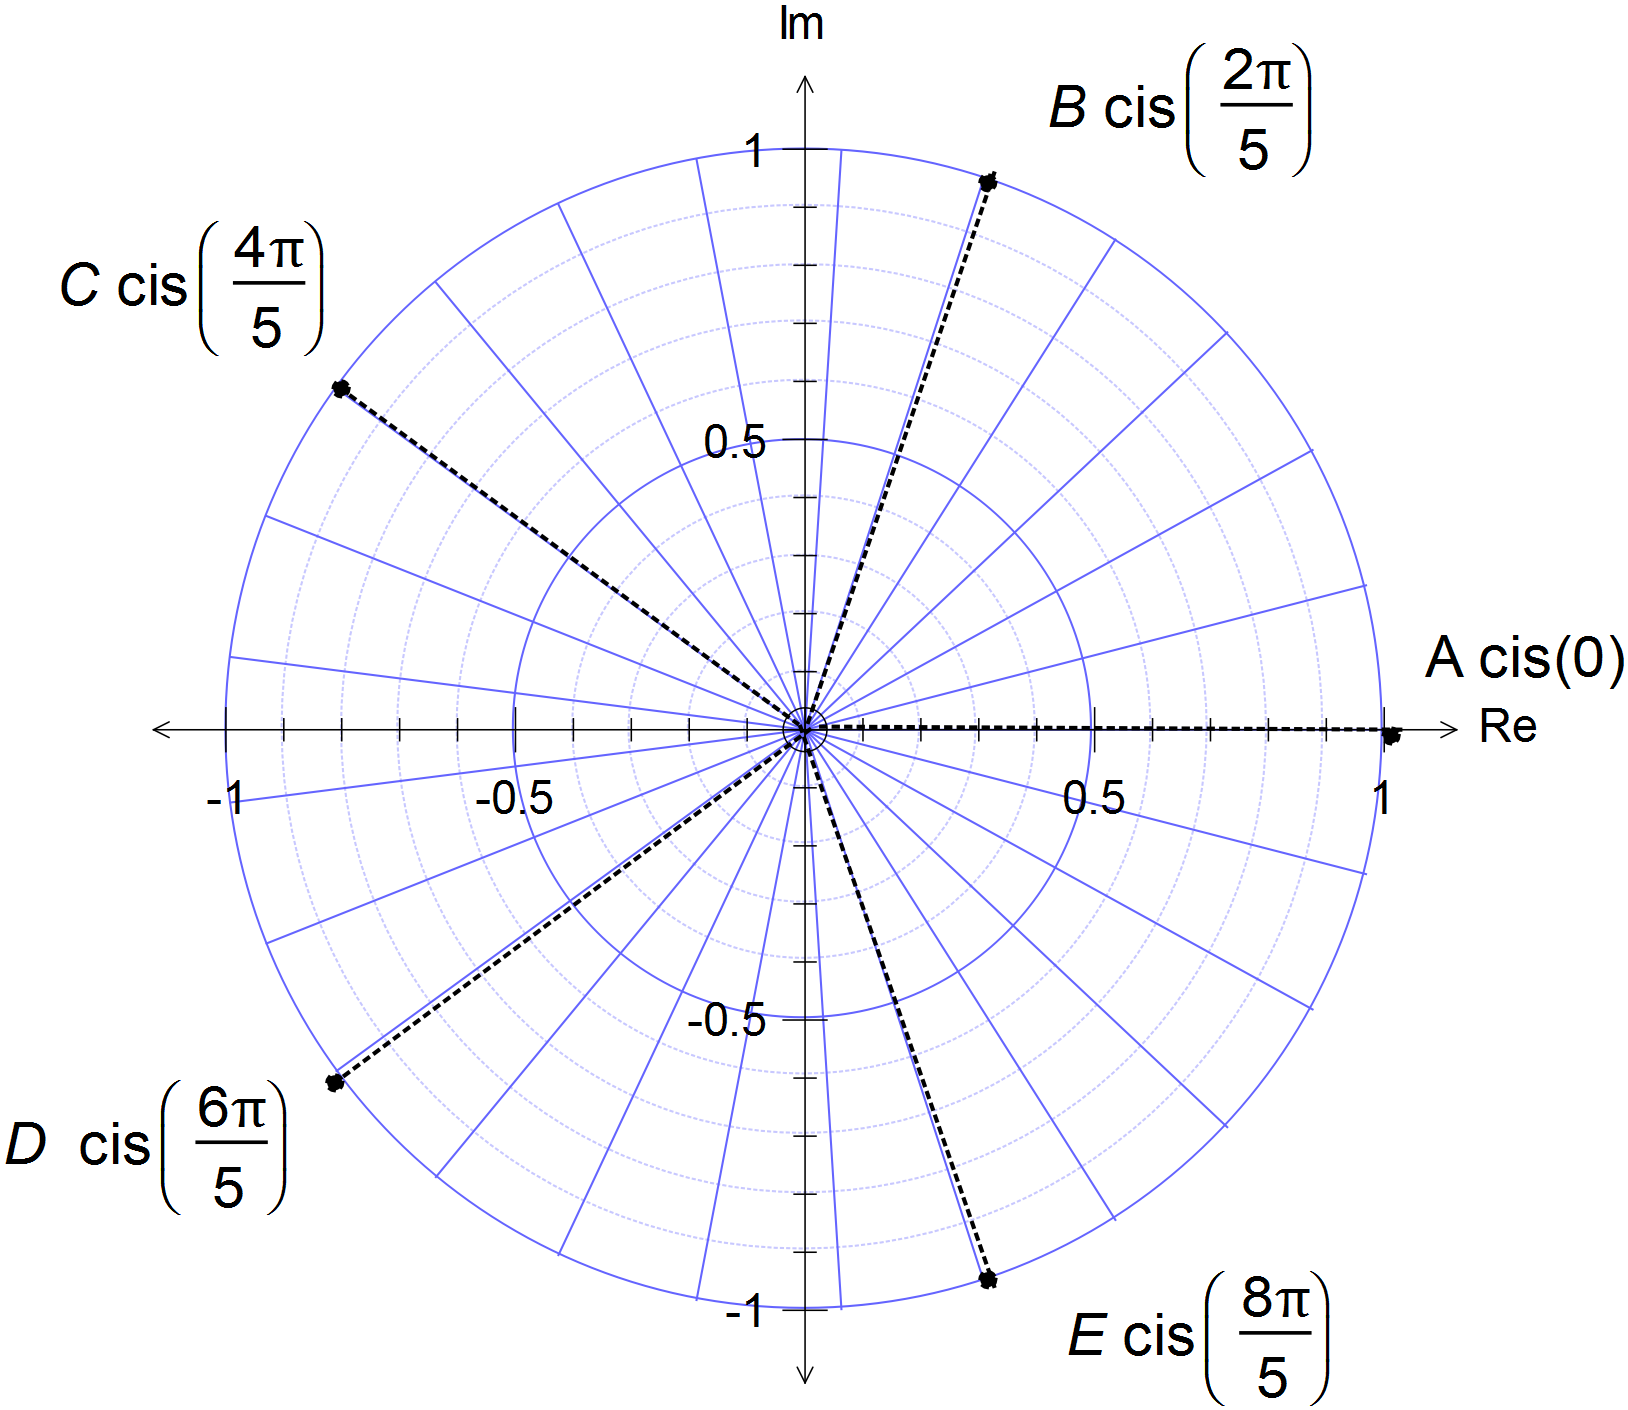 Im
B cis(2π/5)
1
C cis(4π/5)
0.5
A cis(0)
Re
-1
-0.5
0.5
1
-0.5
D cis(6π/5)
-1
E cis(8π/5)